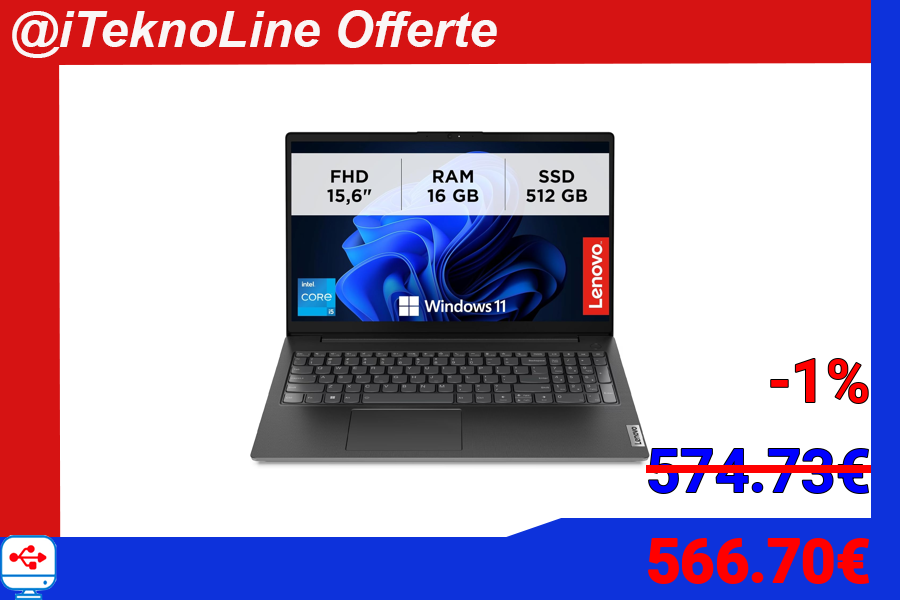 @iTeknoLine Offerte
FHD
15,6"
RAM
16 GB
SSD
512 GB
Lenovo.
intel
CORE
i5
Windows 11
Lenovo
-1%
574.73€
566.70€